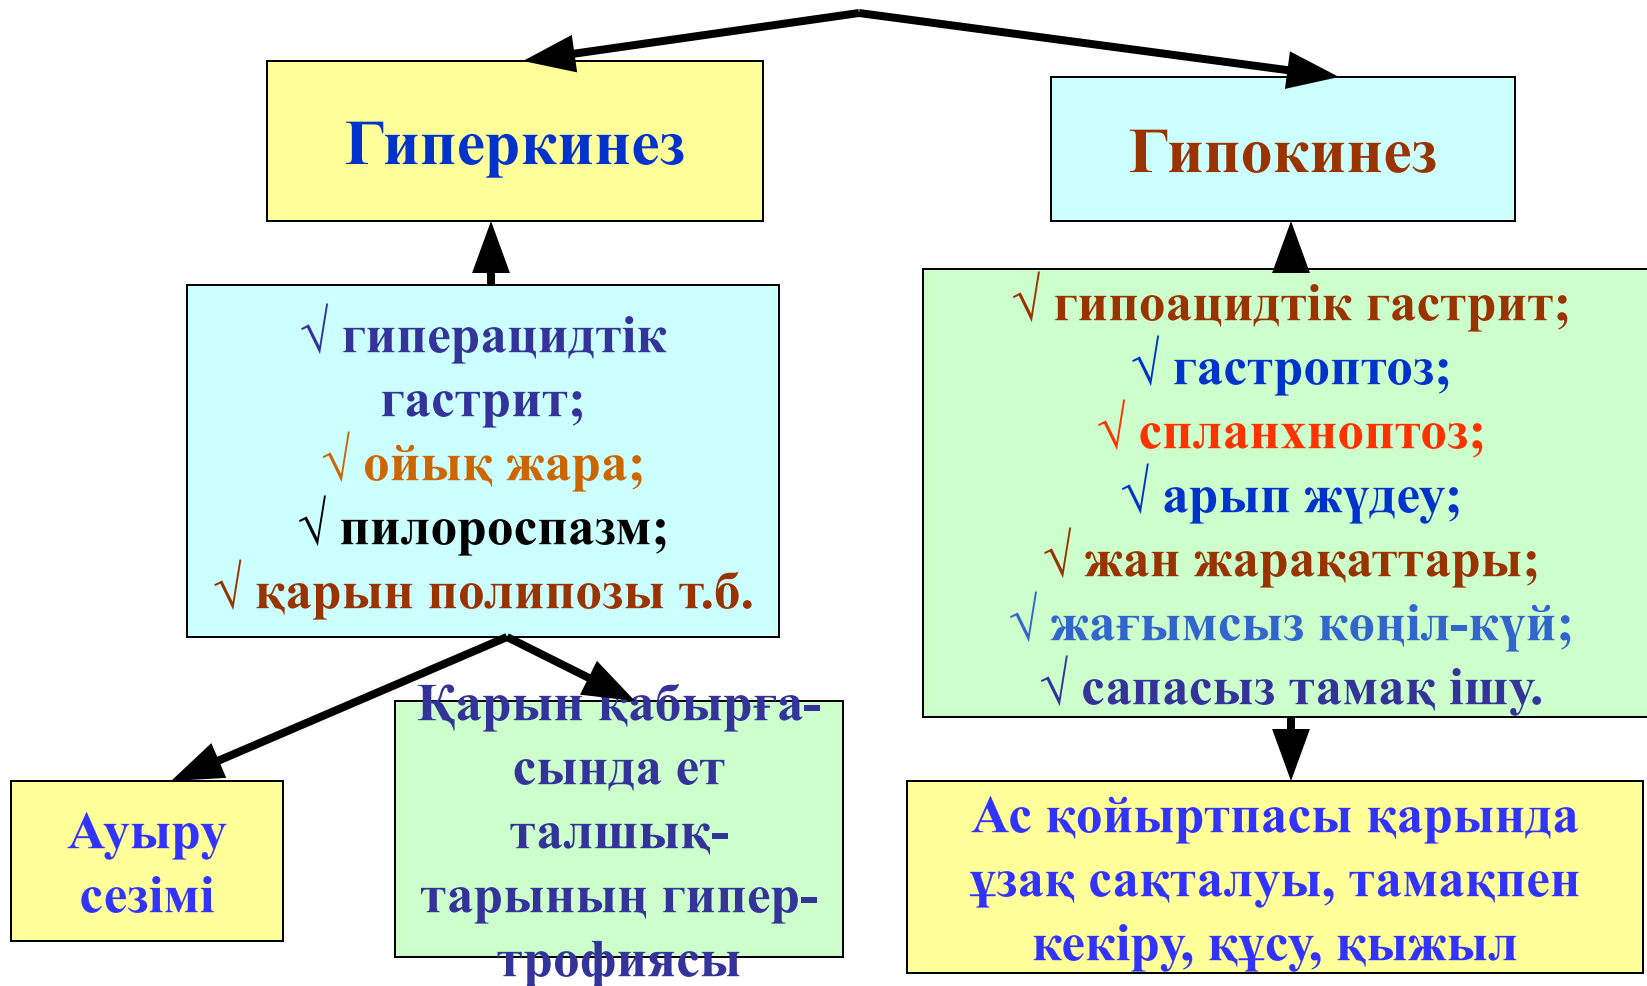 Гиперкинез
Гипокинез
√ гиперацидтік
гастрит;
√ ойық жара;
√ пилороспазм;
√ қарын полипозы т.б.
√ гипоацидтік гастрит;
√ гастроптоз;
√ спланхноптоз;
√ арып жүдеу;
√ жан жарақаттары;
√ жағымсыз көңіл-күй;
√ сапасыз тамақ ішу.
Ауыру
сезімі
Қарын қабырға-
сында ет
талшық-
тарының гипер-
трофиясы
Ас қойыртпасы қарында
ұзақ сақталуы, тамақпен
кекіру, құсу, қыжыл